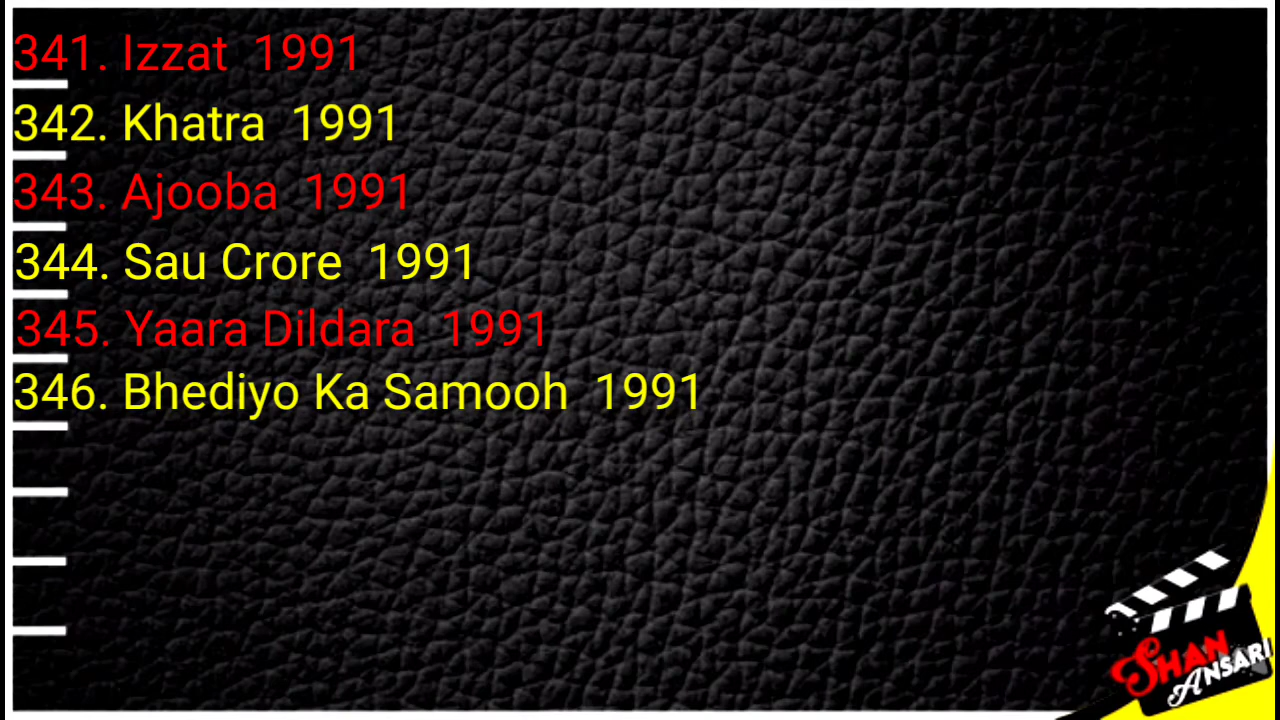 341. Izzat 1991
342. Khatra 1991
343. Ajooba 1991
344. Sau Crore 1991
345. Yaara Dildara 1991
346. Bhediyo Ka Samooh 1991
SHAN
ANSARI